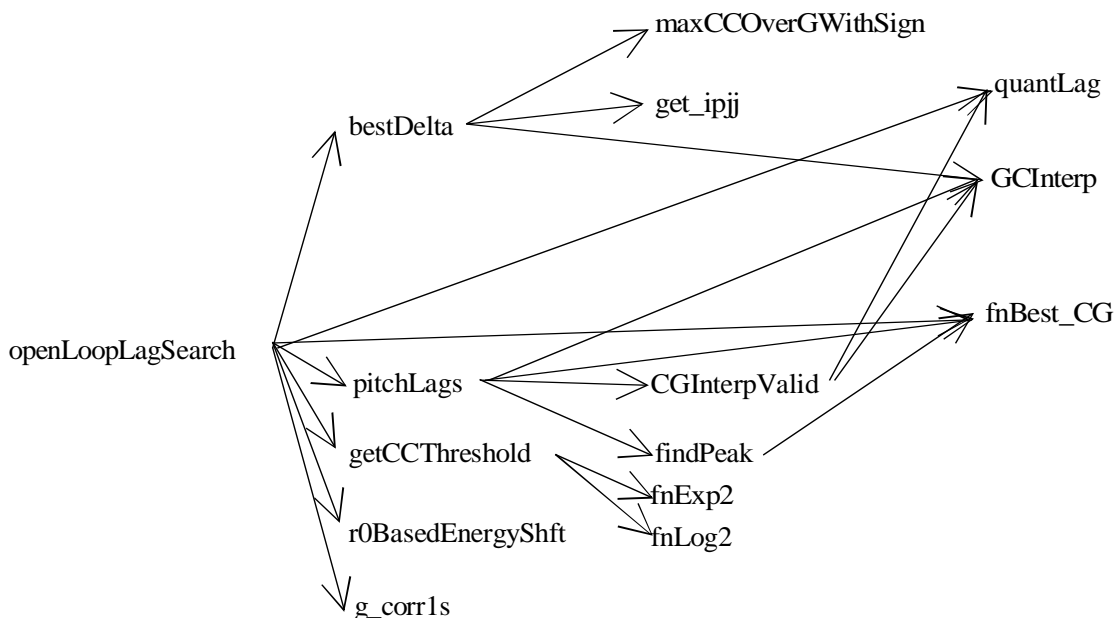 maxCCOverGWithSign
quantLag
get_ipjj
bestDelta
GCInterp
fnBest_CG
openLoopLagSearch
pitchLags
CGInterpValid
getCCThreshold
findPeak
fnExp2
r0BasedEnergyShft
fnLog2
g_corr1s